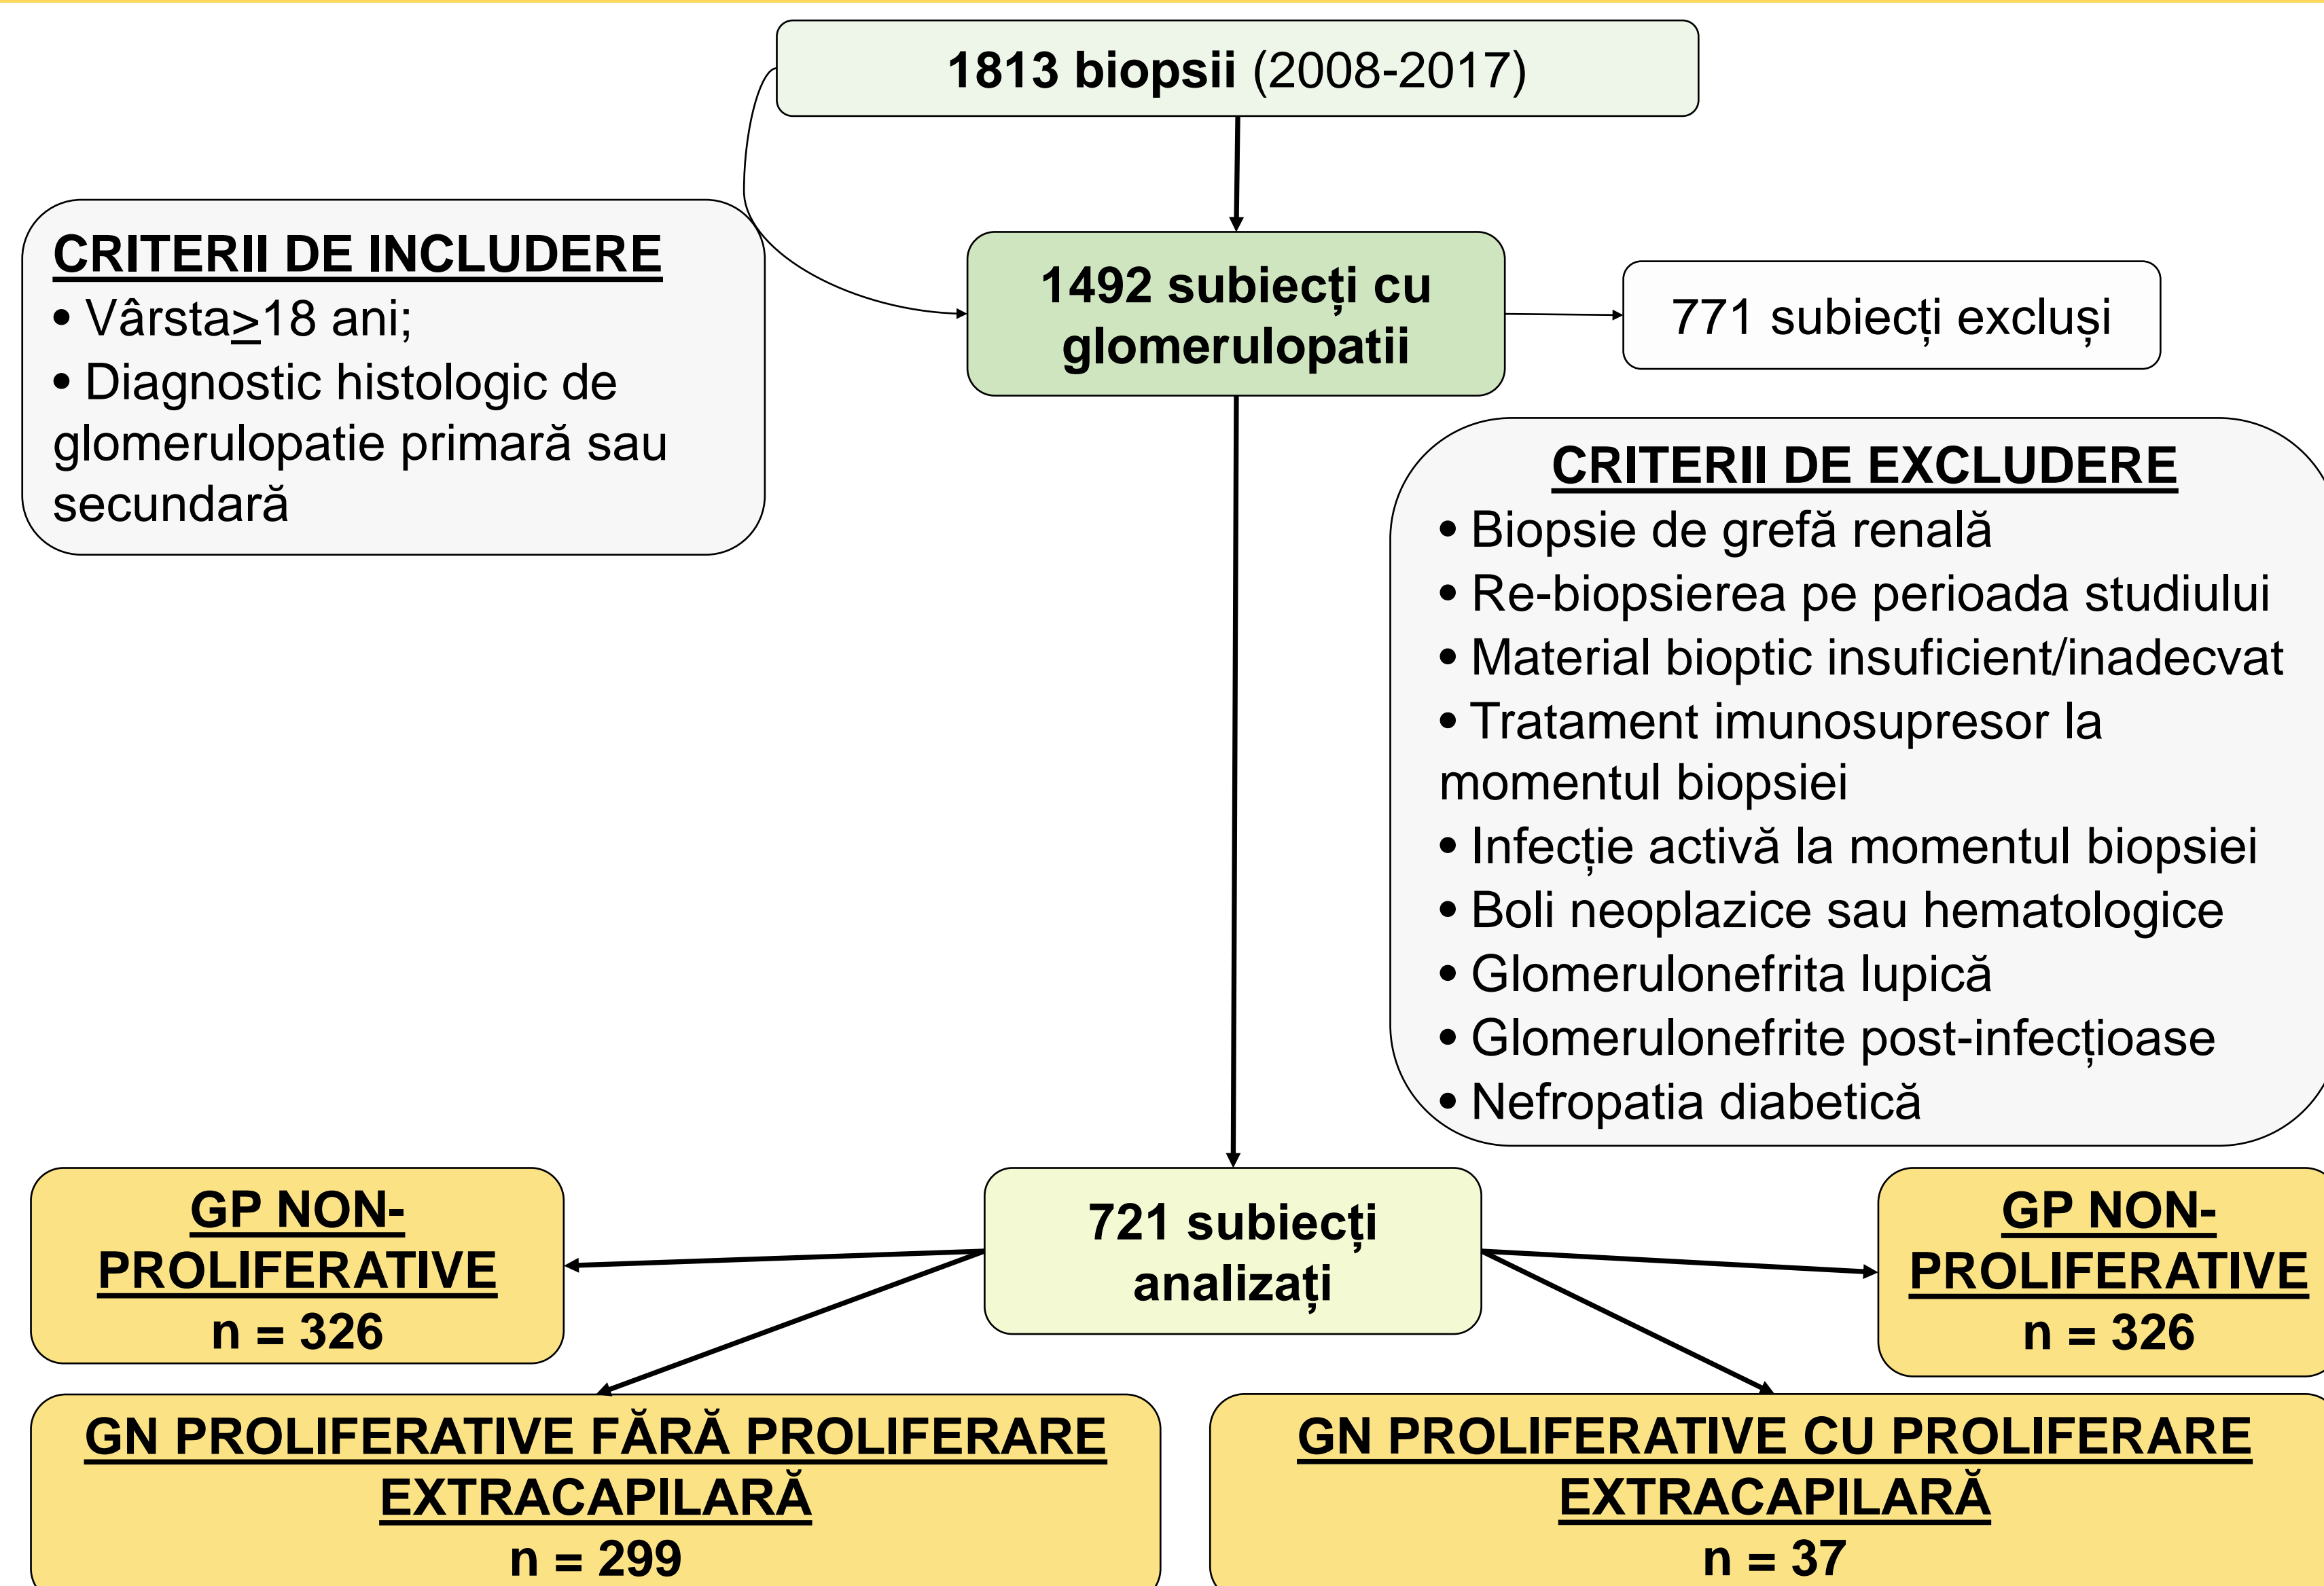 1813 biopsii (2008-2017)
CRITERII DE INCLUDERE
• Vârsta≥18 ani;
• Diagnostic histologic de
glomerulopatie primară sau
secundară
1492 subiecți cu
glomerulopatii
771 subiecți excluși
CRITERII DE EXCLUDERE
• Biopsie de grefă renală
• Re-biopsierea pe perioada studiului
• Material bioptic insuficient/inadecvat
• Tratament imunosupresor la
momentul biopsiei
• Infecție activă la momentul biopsiei
• Boli neoplazice sau hematologice
• Glomerulonefrita lupică
• Glomerulonefrite post-infecțioase
• Nefropatia diabetică
GP NON-
PROLIFERATIVE
n = 326
721 subiecți
analizați
GP NON-
PROLIFERATIVE
n = 326
GN PROLIFERATIVE FĂRĂ PROLIFERARE
EXTRACAPILARĂ
n = 299
GN PROLIFERATIVE CU PROLIFERARE
EXTRACAPILARĂ
n = 37